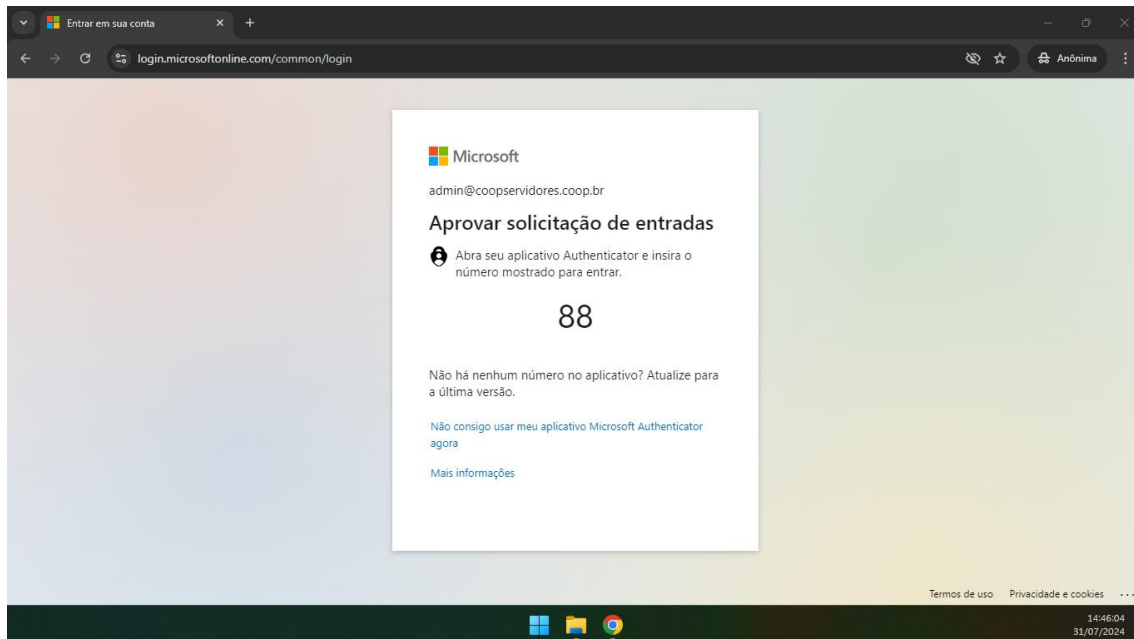 Entrar em sua conta
login.microsoftonline.com/common/login
Anônima
Microsoft
admin@coopservidores.coop.br
Aprovar solicitação de entradas
Abra seu aplicativo Authenticator e insira o
número mostrado para entrar.
88
Não há nenhum número no aplicativo? Atualize para
a última versão.
Não consigo usar meu aplicativo Microsoft Authenticator
agora
Mais informações
Termos de uso Privacidade e cookies ...
14:46:04
31/07/2024